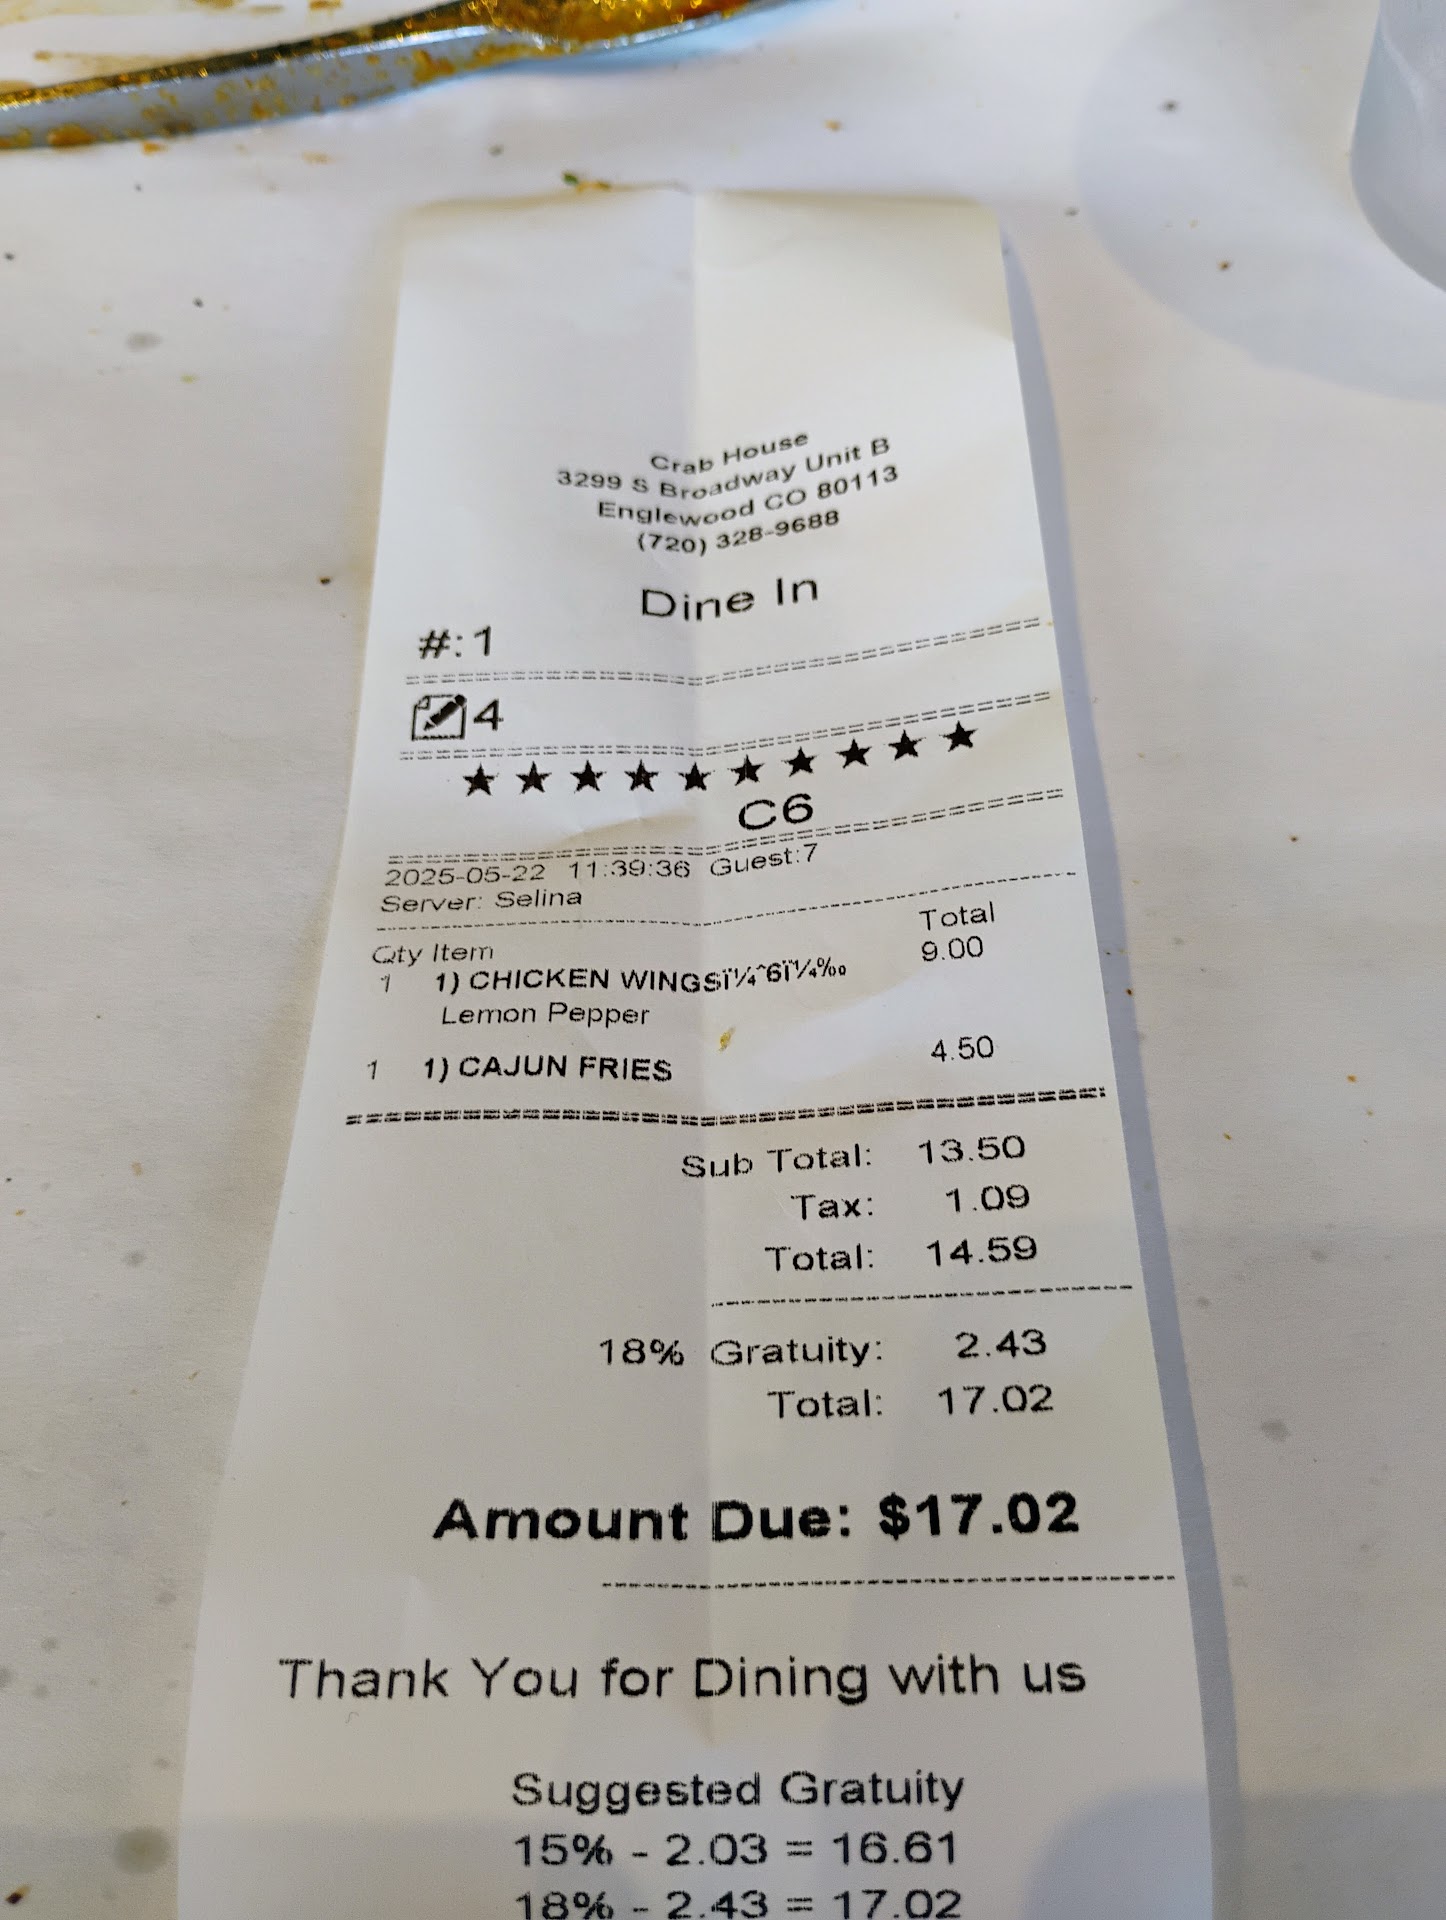 Crab House
3299 S Broadway Unit B
Englewood CO 80113
(720) 328-9688
Dine In
#:1
4
★ ★ ★ ★ ★ ★ ★ ★ ★ ★
C6
2025-05-22 11:39:36 Guest:7
Server: Selina
Qty Item Total
1 1) CHICKEN WINGSï¼ˆ6ï¼‰ 9.00
Lemon Pepper
1 1) CAJUN FRIES 4.50
Sub Total: 13.50
Tax: 1.09
Total: 14.59
18% Gratuity: 2.43
Total: 17.02
Amount Due: $17.02
Thank You for Dining with us
Suggested Gratuity
15% - 2.03 = 16.61
18% - 2.43 = 17.02